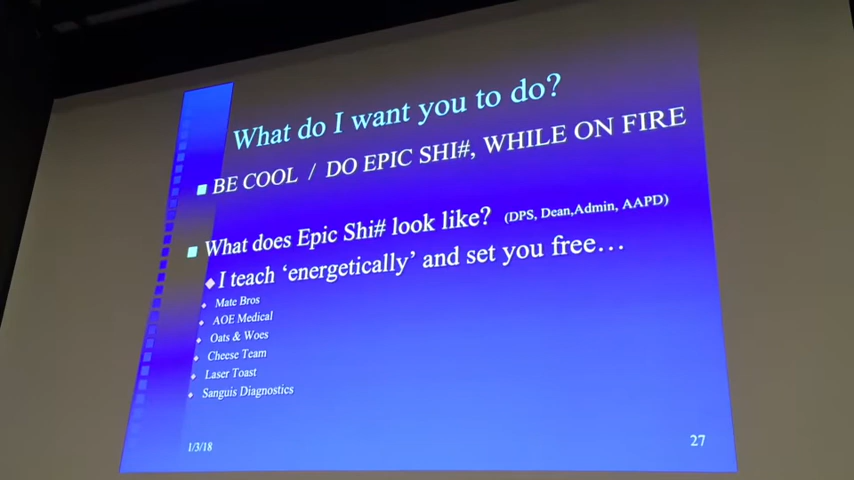 What do I want you to do?
BE COOL / DO EPIC SHI#, WHILE ON FIRE
What does Epic Shi# look like? (DPS, Dean,Admin, AAPD)
I teach ‘energetically’ and set you free…
Mate Bros
AOE Medical
Oats & Woes
Cheese Team
Laser Toast
Sanguis Diagnostics
1/3/18
27